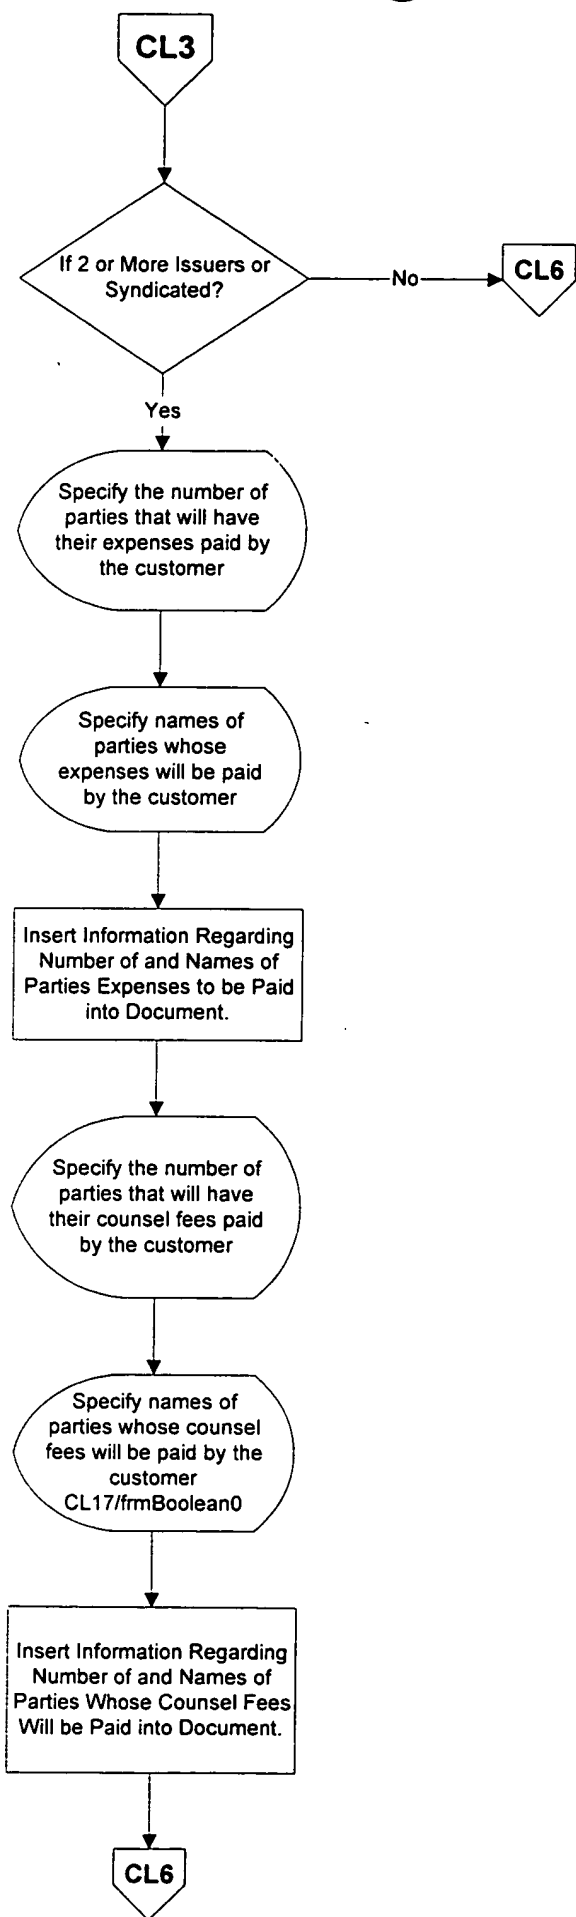 CL3
If 2 or More Issuers or
Syndicated?
No
CL6
Yes
Specify the number of
parties that will have
their expenses paid by
the customer
Specify names of
parties whose
expenses will be paid
by the customer
Insert Information Regarding
Number of and Names of
Parties Expenses to be Paid
into Document.
Specify the number of
parties that will have
their counsel fees paid
by the customer
Specify names of
parties whose counsel
fees will be paid by the
customer
CL17/frmBoolean0
Insert Information Regarding
Number of and Names of
Parties Whose Counsel Fees
Will be Paid into Document.
CL6